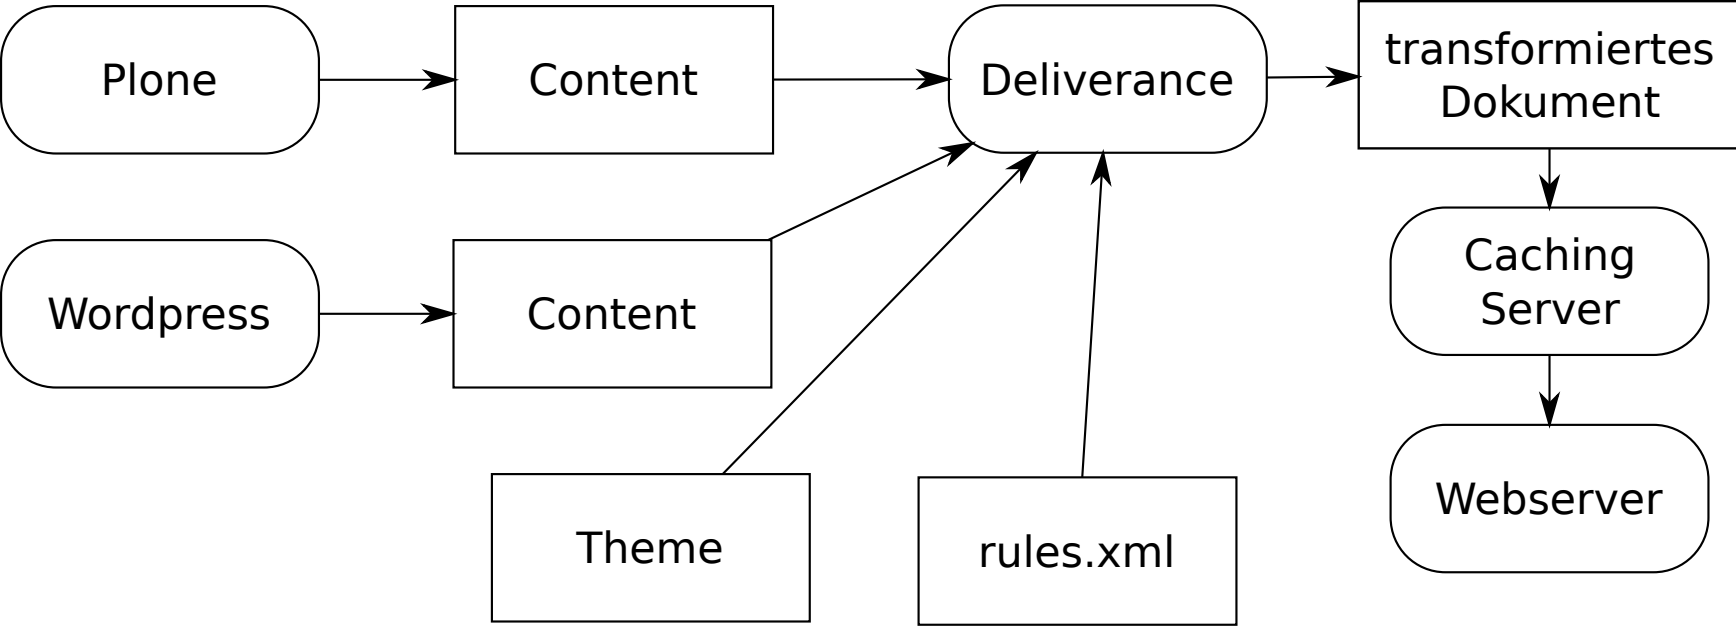 Plone
Content
Deliverance
transformiertes
Dokument
Wordpress
Content
Caching
Server
Theme
rules.xml
Webserver